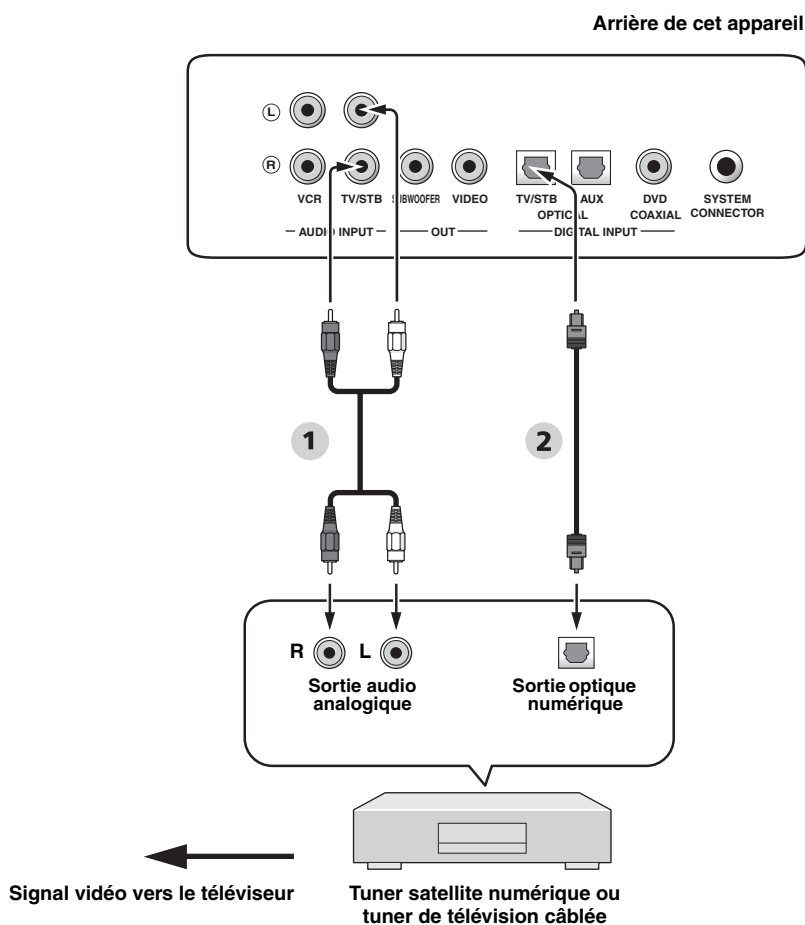 Arrière de cet appareil
L
R
VCR TV/STB SUBWOOFER VIDEO TV/STB AUX DVD SYSTEM
OPTICAL COAXIAL CONNECTOR
AUDIO INPUT OUT DIGITAL INPUT
1 2
R L
Sortie audio Sortie optique
analogique numérique
Signal vidéo vers le téléviseur Tuner satellite numérique ou
tuner de télévision câblée